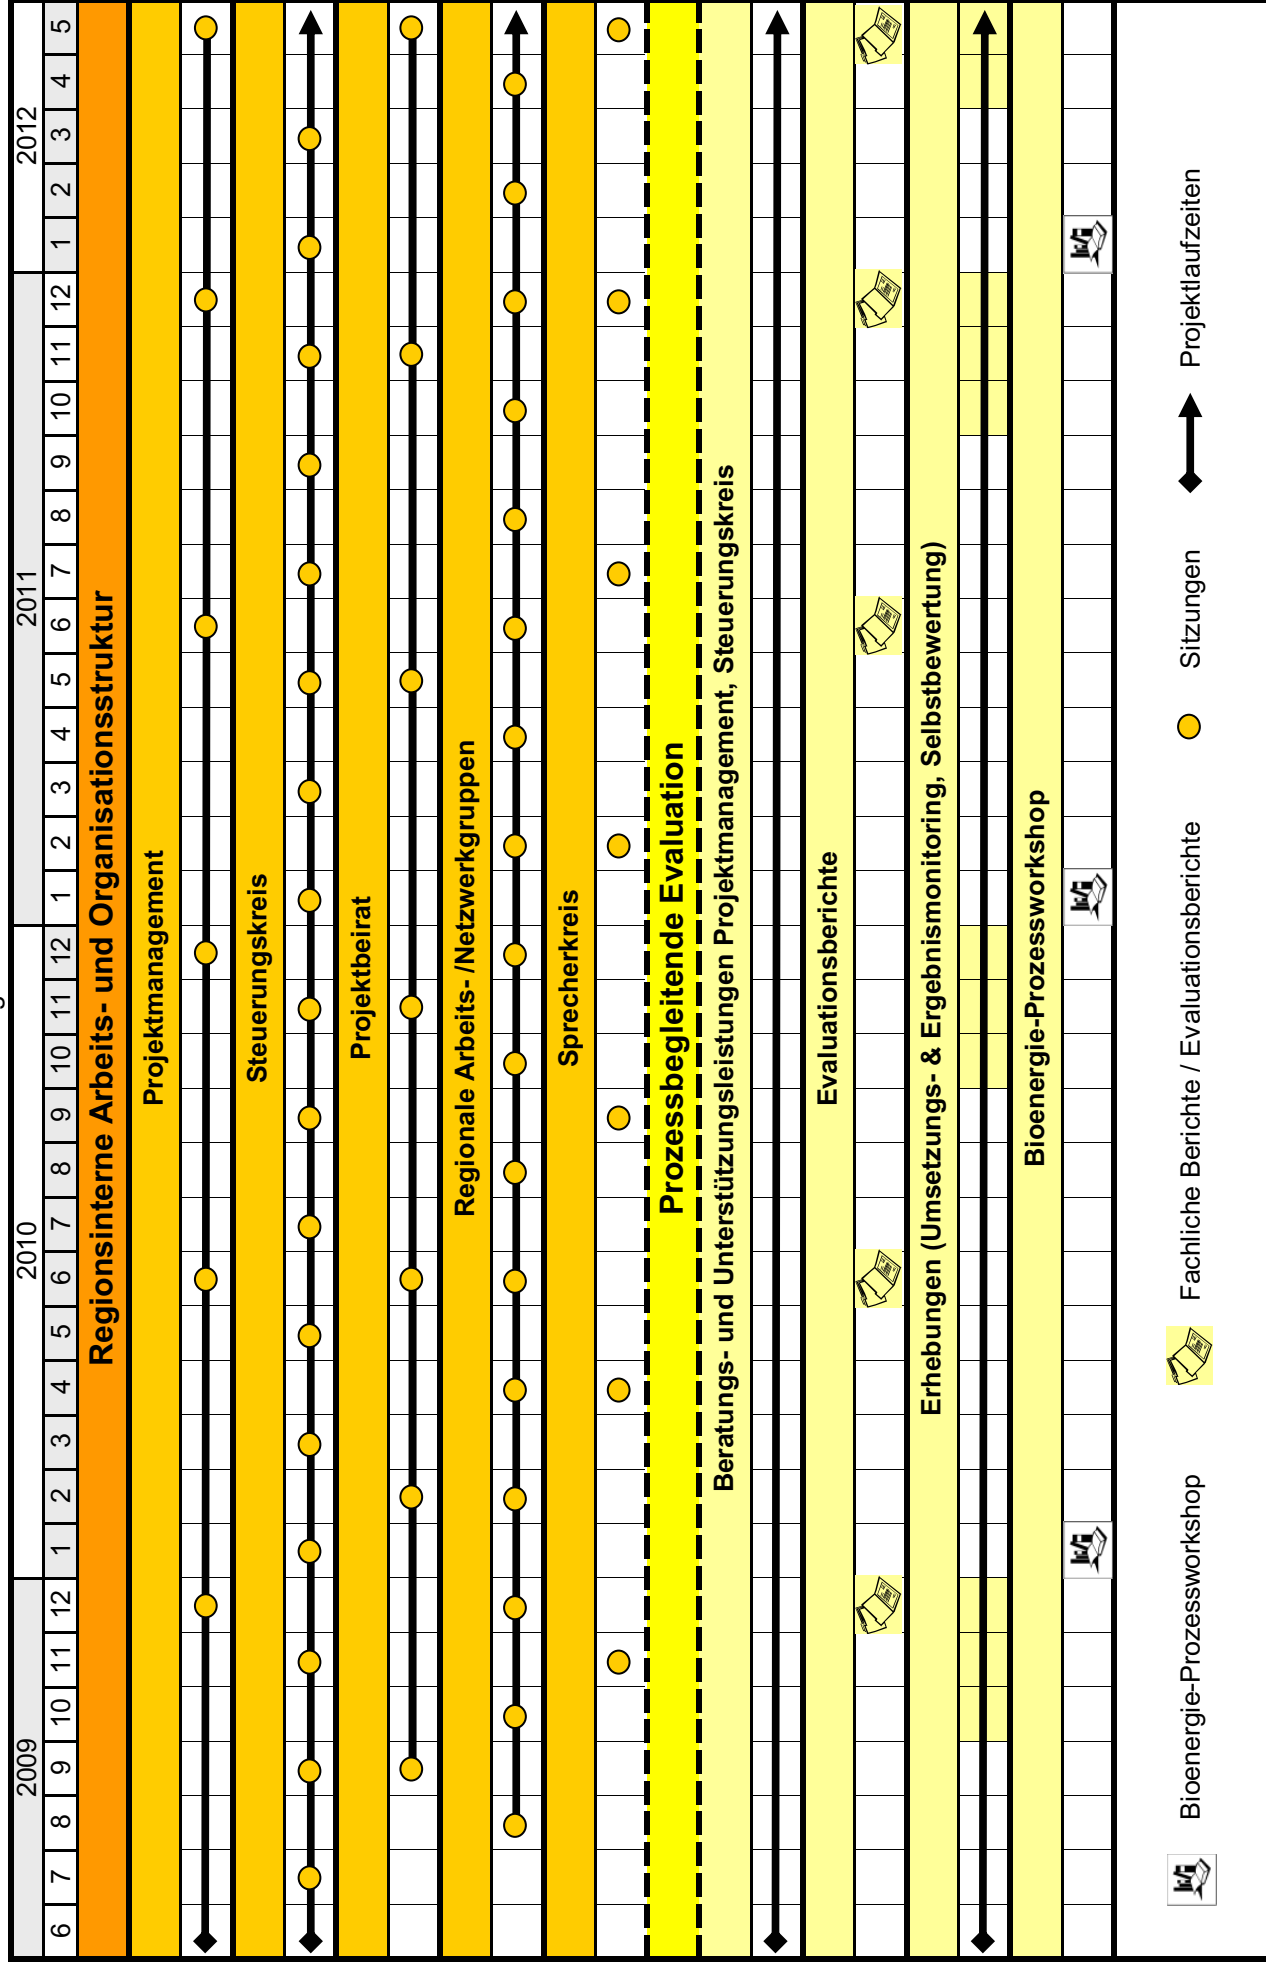 2009 2010 2011 2012
6 7 8 9 10 11 12 1 2 3 4 5 6 7 8 9 10 11 12 1 2 3 4 5 6 7 8 9 10 11 12 1 2 3 4 5
Regionsinterne Arbeits- und Organisationsstruktur
Projektmanagement
Steuerungskreis
Projektbeirat
Regionale Arbeits- /Netzwerkgruppen
Sprecherkreis
Prozessbegleitende Evaluation
Beratungs- und Unterstützungsleistungen Projektmanagement, Steuerungskreis
Evaluationsberichte
Erhebungen (Umsetzungs- & Ergebnismonitoring, Selbstbewertung)
Bioenergie-Prozessworkshop
Bioenergie-Prozessworkshop Fachliche Berichte / Evaluationsberichte Sitzungen Projektlaufzeiten